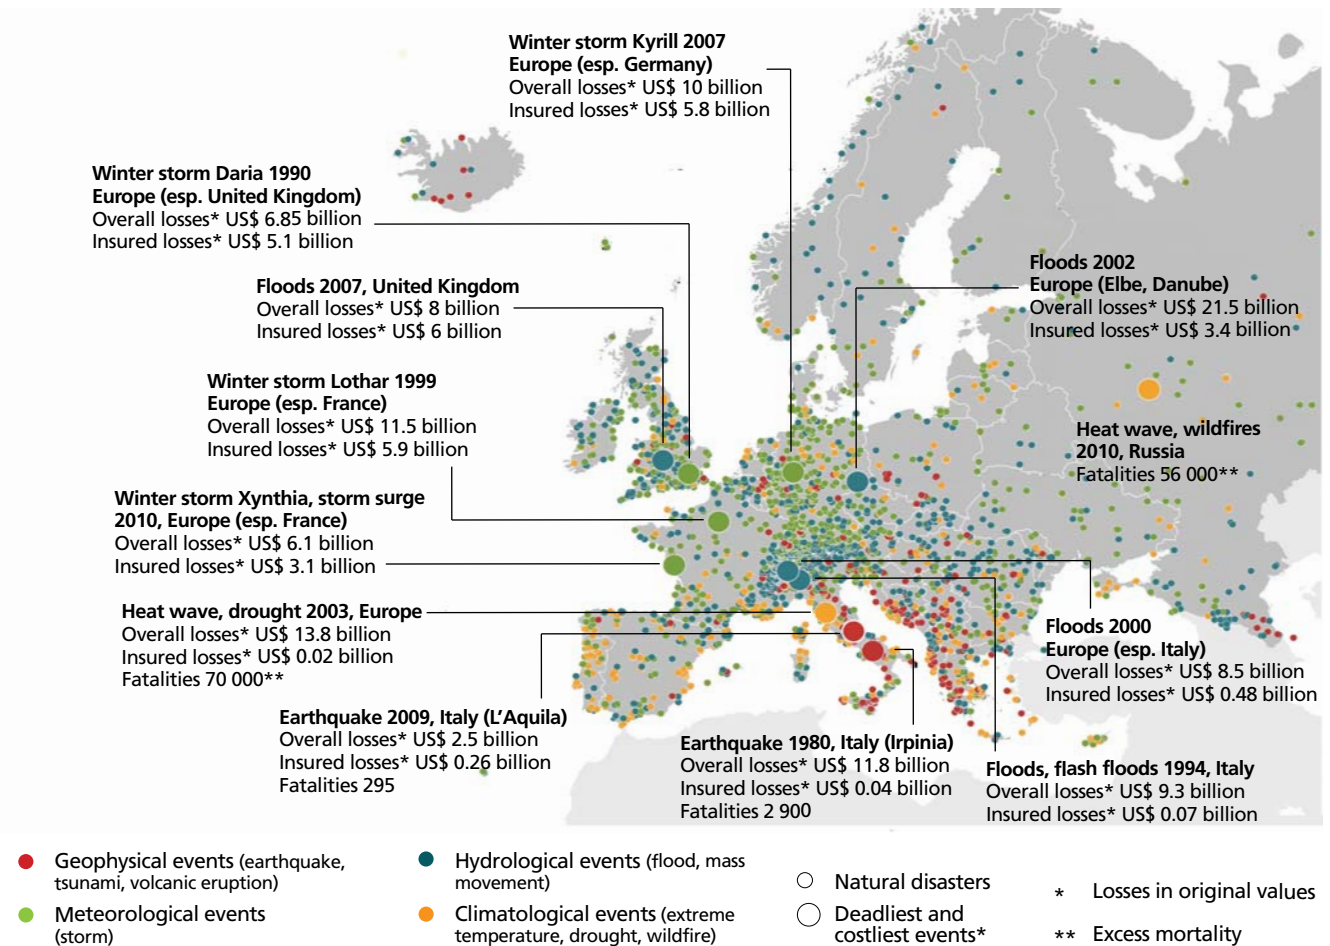 Winter storm Kyrill 2007
Europe (esp. Germany)
Overall losses* US$ 10 billion
Insured losses* US$ 5.8 billion
Winter storm Daria 1990
Europe (esp. United Kingdom)
Overall losses* US$ 6.85 billion
Insured losses* US$ 5.1 billion
Floods 2002
Europe (Elbe, Danube)
Overall losses* US$ 21.5 billion
Insured losses* US$ 3.4 billion
Floods 2007, United Kingdom
Overall losses* US$ 8 billion
Insured losses* US$ 6 billion
Winter storm Lothar 1999
Europe (esp. France)
Overall losses* US$ 11.5 billion
Insured losses* US$ 5.9 billion
Heat wave, wildfires
2010, Russia
Fatalities 56 000**
Winter storm Xynthia, storm surge
2010, Europe (esp. France)
Overall losses* US$ 6.1 billion
Insured losses* US$ 3.1 billion
Heat wave, drought 2003, Europe
Overall losses* US$ 13.8 billion
Insured losses* US$ 0.02 billion
Fatalities 70 000**
Floods 2000
Europe (esp. Italy)
Overall losses* US$ 8.5 billion
Insured losses* US$ 0.48 billion
Earthquake 2009, Italy (L’Aquila)
Overall losses* US$ 2.5 billion
Insured losses* US$ 0.26 billion
Fatalities 295
Earthquake 1980, Italy (Irpinia)
Overall losses* US$ 11.8 billion
Insured losses* US$ 0.04 billion
Fatalities 2 900
Floods, flash floods 1994, Italy
Overall losses* US$ 9.3 billion
Insured losses* US$ 0.07 billion
Geophysical events (earthquake,
tsunami, volcanic eruption)
Meteorological events
(storm)
Hydrological events (flood, mass
movement)
Climatological events (extreme
temperature, drought, wildfire)
Natural disasters
Deadliest and
costliest events*
* Losses in original values
** Excess mortality